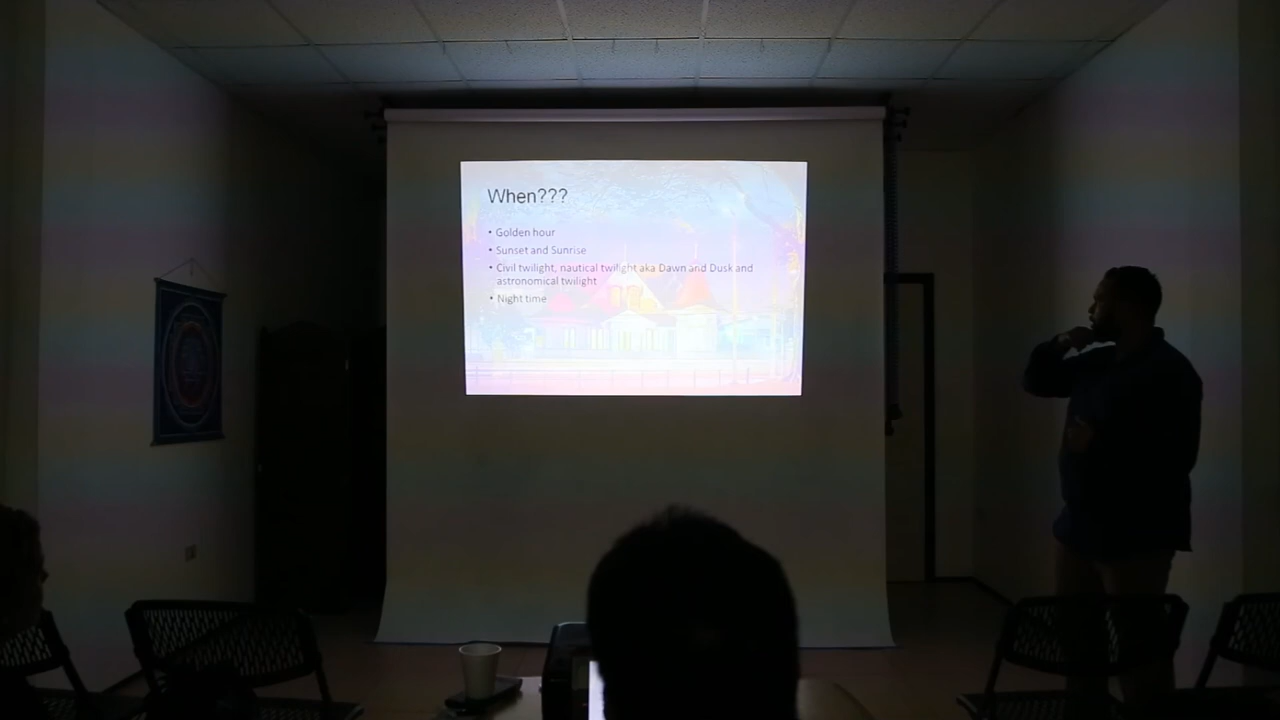 When???
• Golden hour
• Sunset and Sunrise
• Civil twilight, nautical twilight aka Dawn and Dusk and
astronomical twilight
• Night time